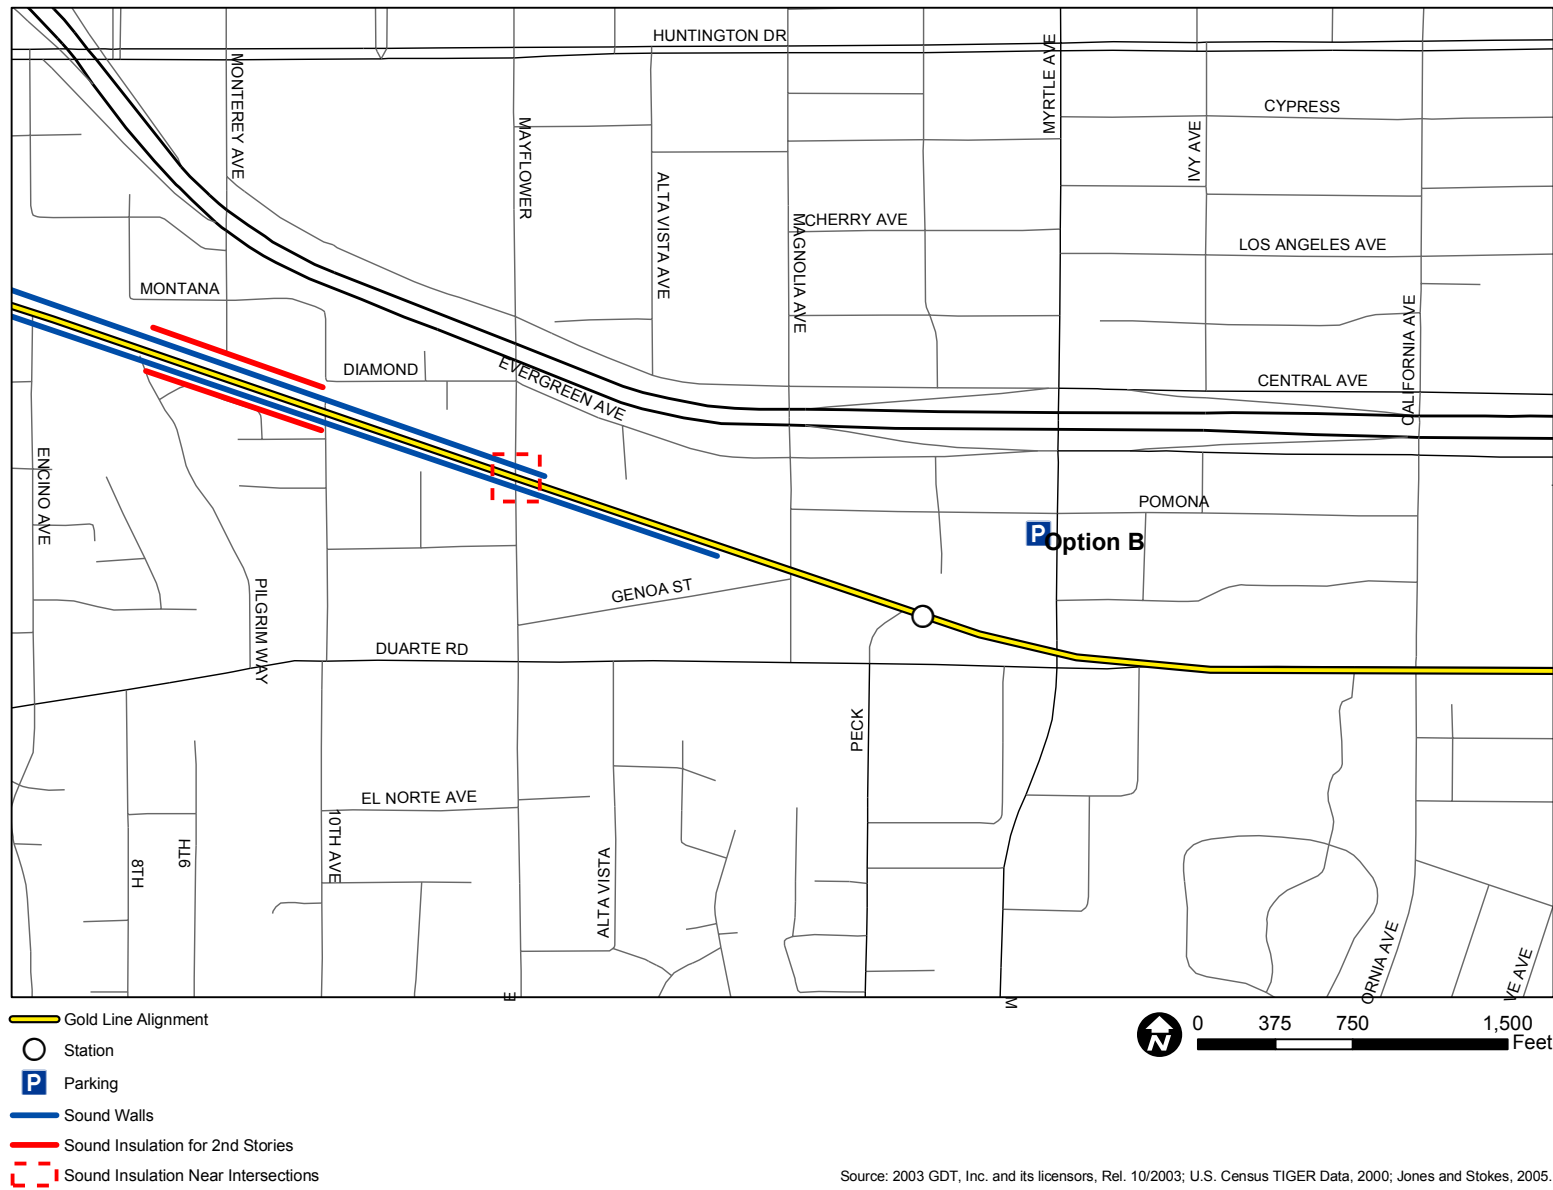 HUNTINGTON DR
MONTEREY AVE
MAYFLOWER
ALTA VISTA AVE
MAGNOLIA AVE
MYRTLE AVE
IVY AVE
CYPRESS
CHERRY AVE
LOS ANGELES AVE
MONTANA
DIAMOND
EVERGREEN AVE
CENTRAL AVE
CALIFORNIA AVE
ENCINO AVE
POMONA
P
Option B
PILGRIM WAY
GENOA ST
DUARTE RD
PECK
EL NORTE AVE
10TH AVE
9TH
8TH
ALTA VISTA
ORNIA AVE
VE AVE
E
M
Gold Line Alignment
Station
P Parking
Sound Walls
Sound Insulation for 2nd Stories
Sound Insulation Near Intersections
N
0 375 750 1,500
Feet
Source: 2003 GDT, Inc. and its licensors, Rel. 10/2003; U.S. Census TIGER Data, 2000; Jones and Stokes, 2005.